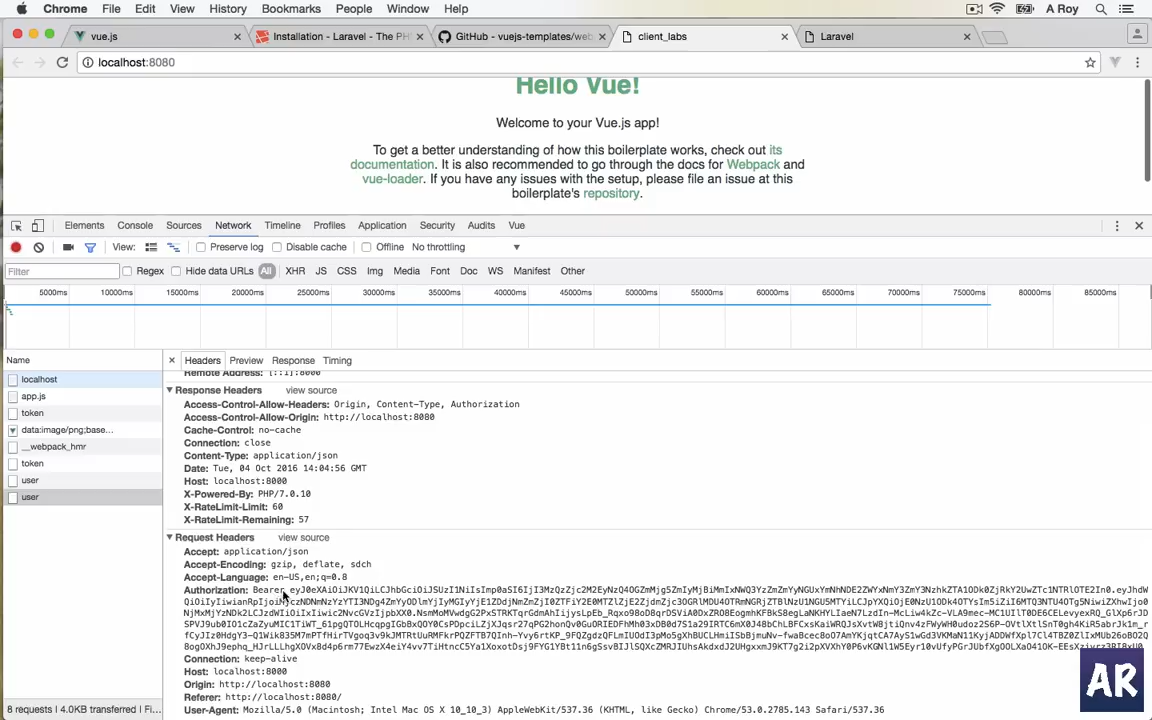 Chrome File Edit View History Bookmarks People Window Help A Roy
vue.js Installation - Laravel - The PH GitHub - vuejs-templates/web client_labs Laravel
localhost:8080
Hello Vue!
Welcome to your Vue.js app!
To get a better understanding of how this boilerplate works, check out its
documentation. It is also recommended to go through the docs for Webpack and
vue-loader. If you have any issues with the setup, please file an issue at this
boilerplate's repository.
Elements Console Sources Network Timeline Profiles Application Security Audits Vue
View: Preserve log Disable cache Offline No throttling
Filter Regex Hide data URLs All XHR JS CSS Img Media Font Doc WS Manifest Other
5000ms 10000ms 15000ms 20000ms 25000ms 30000ms 35000ms 40000ms 45000ms 50000ms 55000ms 60000ms 65000ms 70000ms 75000ms 80000ms 85000ms
Name Headers Preview Response Timing
Remote Address: [::1]:8000
localhost
app.js
token
data:image/png;base...
__webpack_hmr
token
user
user
Response Headers view source
Access-Control-Allow-Headers: Origin, Content-Type, Authorization
Access-Control-Allow-Origin: http://localhost:8080
Cache-Control: no-cache
Connection: close
Content-Type: application/json
Date: Tue, 04 Oct 2016 14:04:56 GMT
Host: localhost:8000
X-Powered-By: PHP/7.0.10
X-RateLimit-Limit: 60
X-RateLimit-Remaining: 57
Request Headers view source
Accept: application/json
Accept-Encoding: gzip, deflate, sdch
Accept-Language: en-US,en;q=0.8
Authorization: Bearer
Connection: keep-alive
Host: localhost:8000
Origin: http://localhost:8080
Referer: http://localhost:8080/
User-Agent: Mozilla/5.0 (Macintosh; Intel Mac OS X 10_10_3) AppleWebKit/537.36 (KHTML, like Gecko) Chrome/53.0.2785.143 Safari/537.36
8 requests | 4.0KB transferred | Fi...
AR